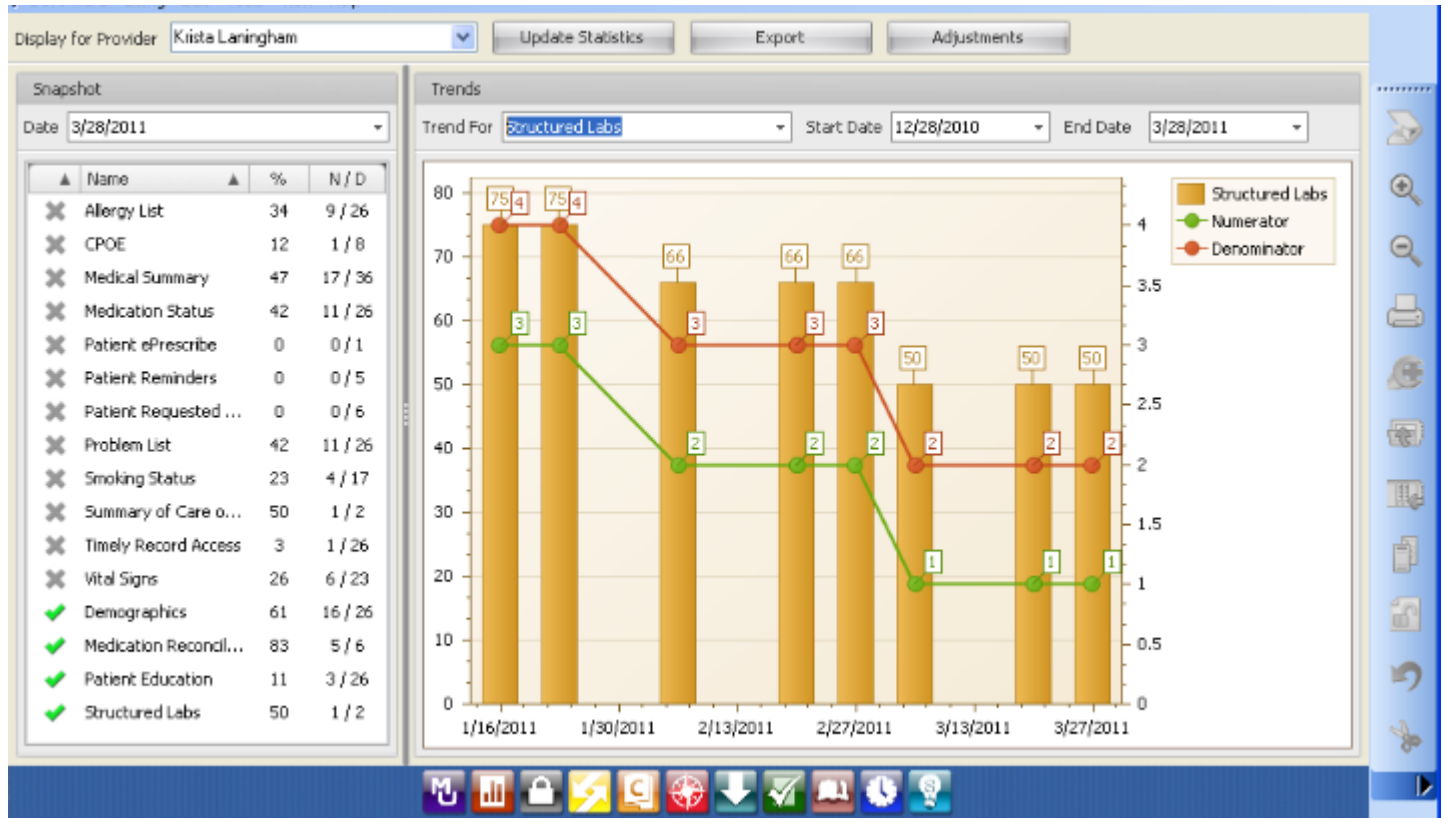 Display for Provider Krista Laningham Update Statistics Export Adjustments
Snapshot
Date 3/28/2011
Name % N / D
Allergy List 34 9 / 26
CPOE 12 1 / 8
Medical Summary 47 17 / 36
Medication Status 42 11 / 26
Patient ePrescribe 0 0 / 1
Patient Reminders 0 0 / 5
Patient Requested ... 0 0 / 6
Problem List 42 11 / 26
Smoking Status 23 4 / 17
Summary of Care o... 50 1 / 2
Timely Record Access 3 1 / 26
Vital Signs 26 6 / 23
Demographics 61 16 / 26
Medication Reconcil... 83 5 / 6
Patient Education 11 3 / 26
Structured Labs 50 1 / 2
Trends
Trend For Structured Labs Start Date 12/28/2010 End Date 3/28/2011
80
70
60
50
40
30
20
10
0
75 75 66 66 66 50 50 50
4 4 3 3 3 2 2 2
3 3 2 2 2 1 1 1
4
3.5
3
2.5
2
1.5
1
0.5
0
1/16/2011 1/30/2011 2/13/2011 2/27/2011 3/13/2011 3/27/2011
Structured Labs
Numerator
Denominator
MU C S